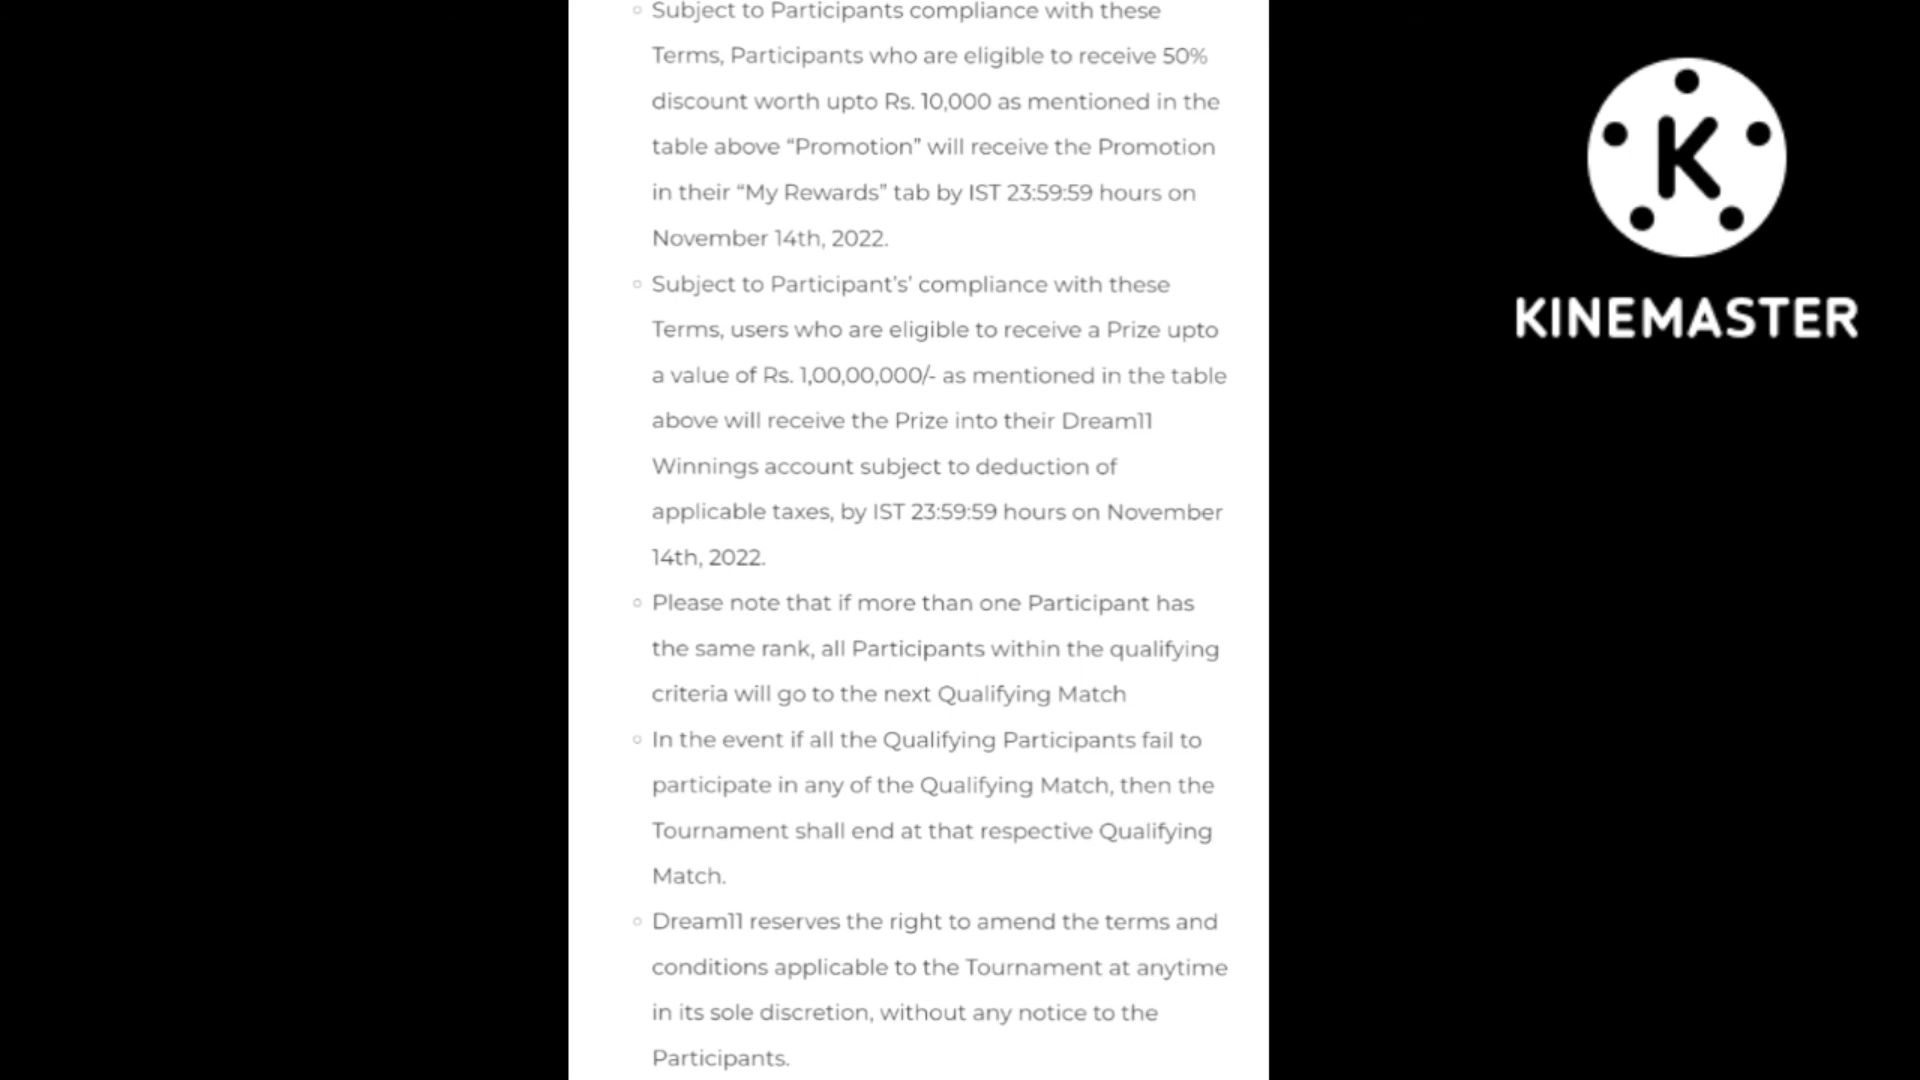 Subject to Participants compliance with these
Terms, Participants who are eligible to receive 50%
discount worth upto Rs. 10,000 as mentioned in the
table above “Promotion” will receive the Promotion
in their “My Rewards” tab by IST 23:59:59 hours on
November 14th, 2022.
Subject to Participant’s’ compliance with these
Terms, users who are eligible to receive a Prize upto
a value of Rs. 1,00,00,000/- as mentioned in the table
above will receive the Prize into their Dream11
Winnings account subject to deduction of
applicable taxes, by IST 23:59:59 hours on November
14th, 2022.
Please note that if more than one Participant has
the same rank, all Participants within the qualifying
criteria will go to the next Qualifying Match
In the event if all the Qualifying Participants fail to
participate in any of the Qualifying Match, then the
Tournament shall end at that respective Qualifying
Match.
Dream11 reserves the right to amend the terms and
conditions applicable to the Tournament at anytime
in its sole discretion, without any notice to the
Participants.
K
KINEMASTER